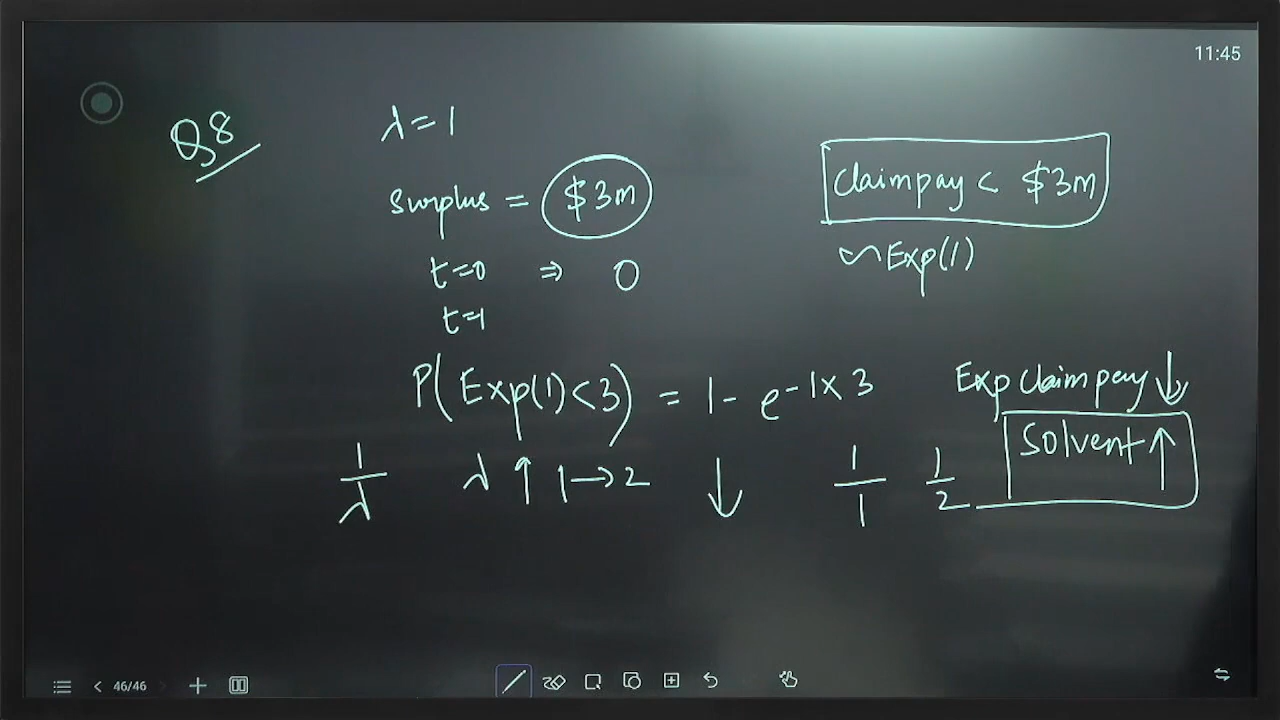 11:45
Q8
λ = 1
Surplus = $3m
claimpay < $3m
~Exp(1)
t=0 ⇒ 0
t=1
P(Exp(1)<3) = 1 - e^-1×3
Exp claimpay ↓
Solvent ↑
1/λ λ ↑ 1→2 ↓ 1/1 1/2
46/46